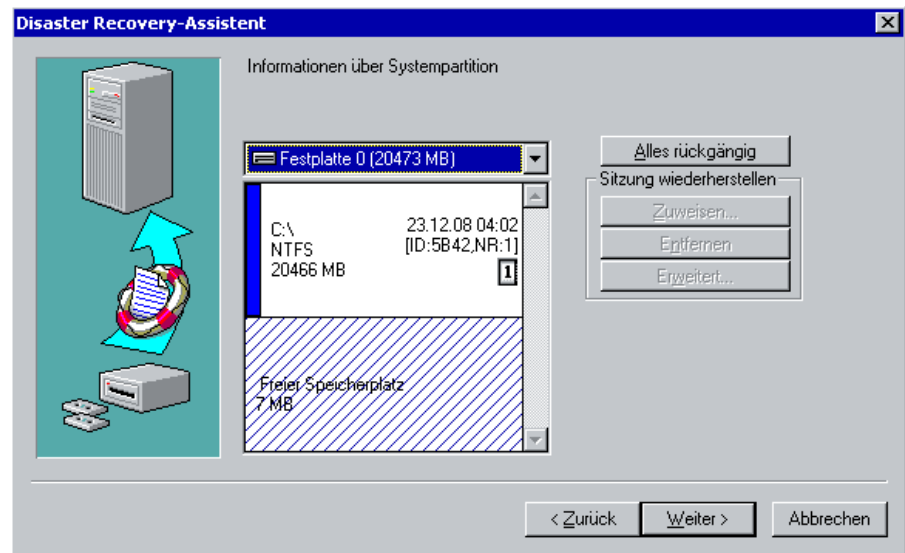 Disaster Recovery-Assistent
Informationen über Systempartition
Festplatte 0 (20473 MB)
C:\ 23.12.08 04:02
NTFS [ID:5B42,NR:1]
20466 MB 1
Freier Speicherplatz
7 MB
Alles rückgängig
Sitzung wiederherstellen
Zuweisen...
Entfernen
Erweitert...
< Zurück
Weiter >
Abbrechen